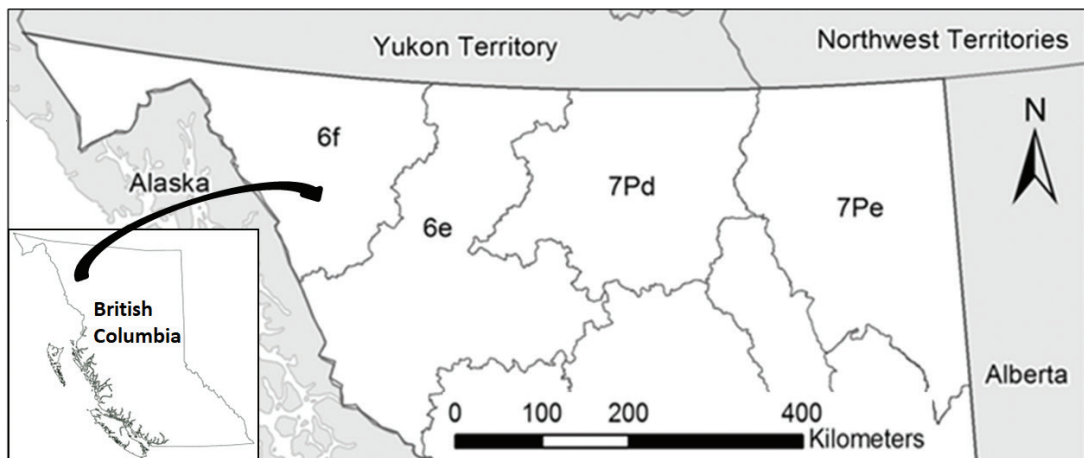 Yukon Territory
Northwest Territories
6f
N
Alaska
7Pd
7Pe
6e
British
Columbia
Alberta
0 100 200 400
Kilometers